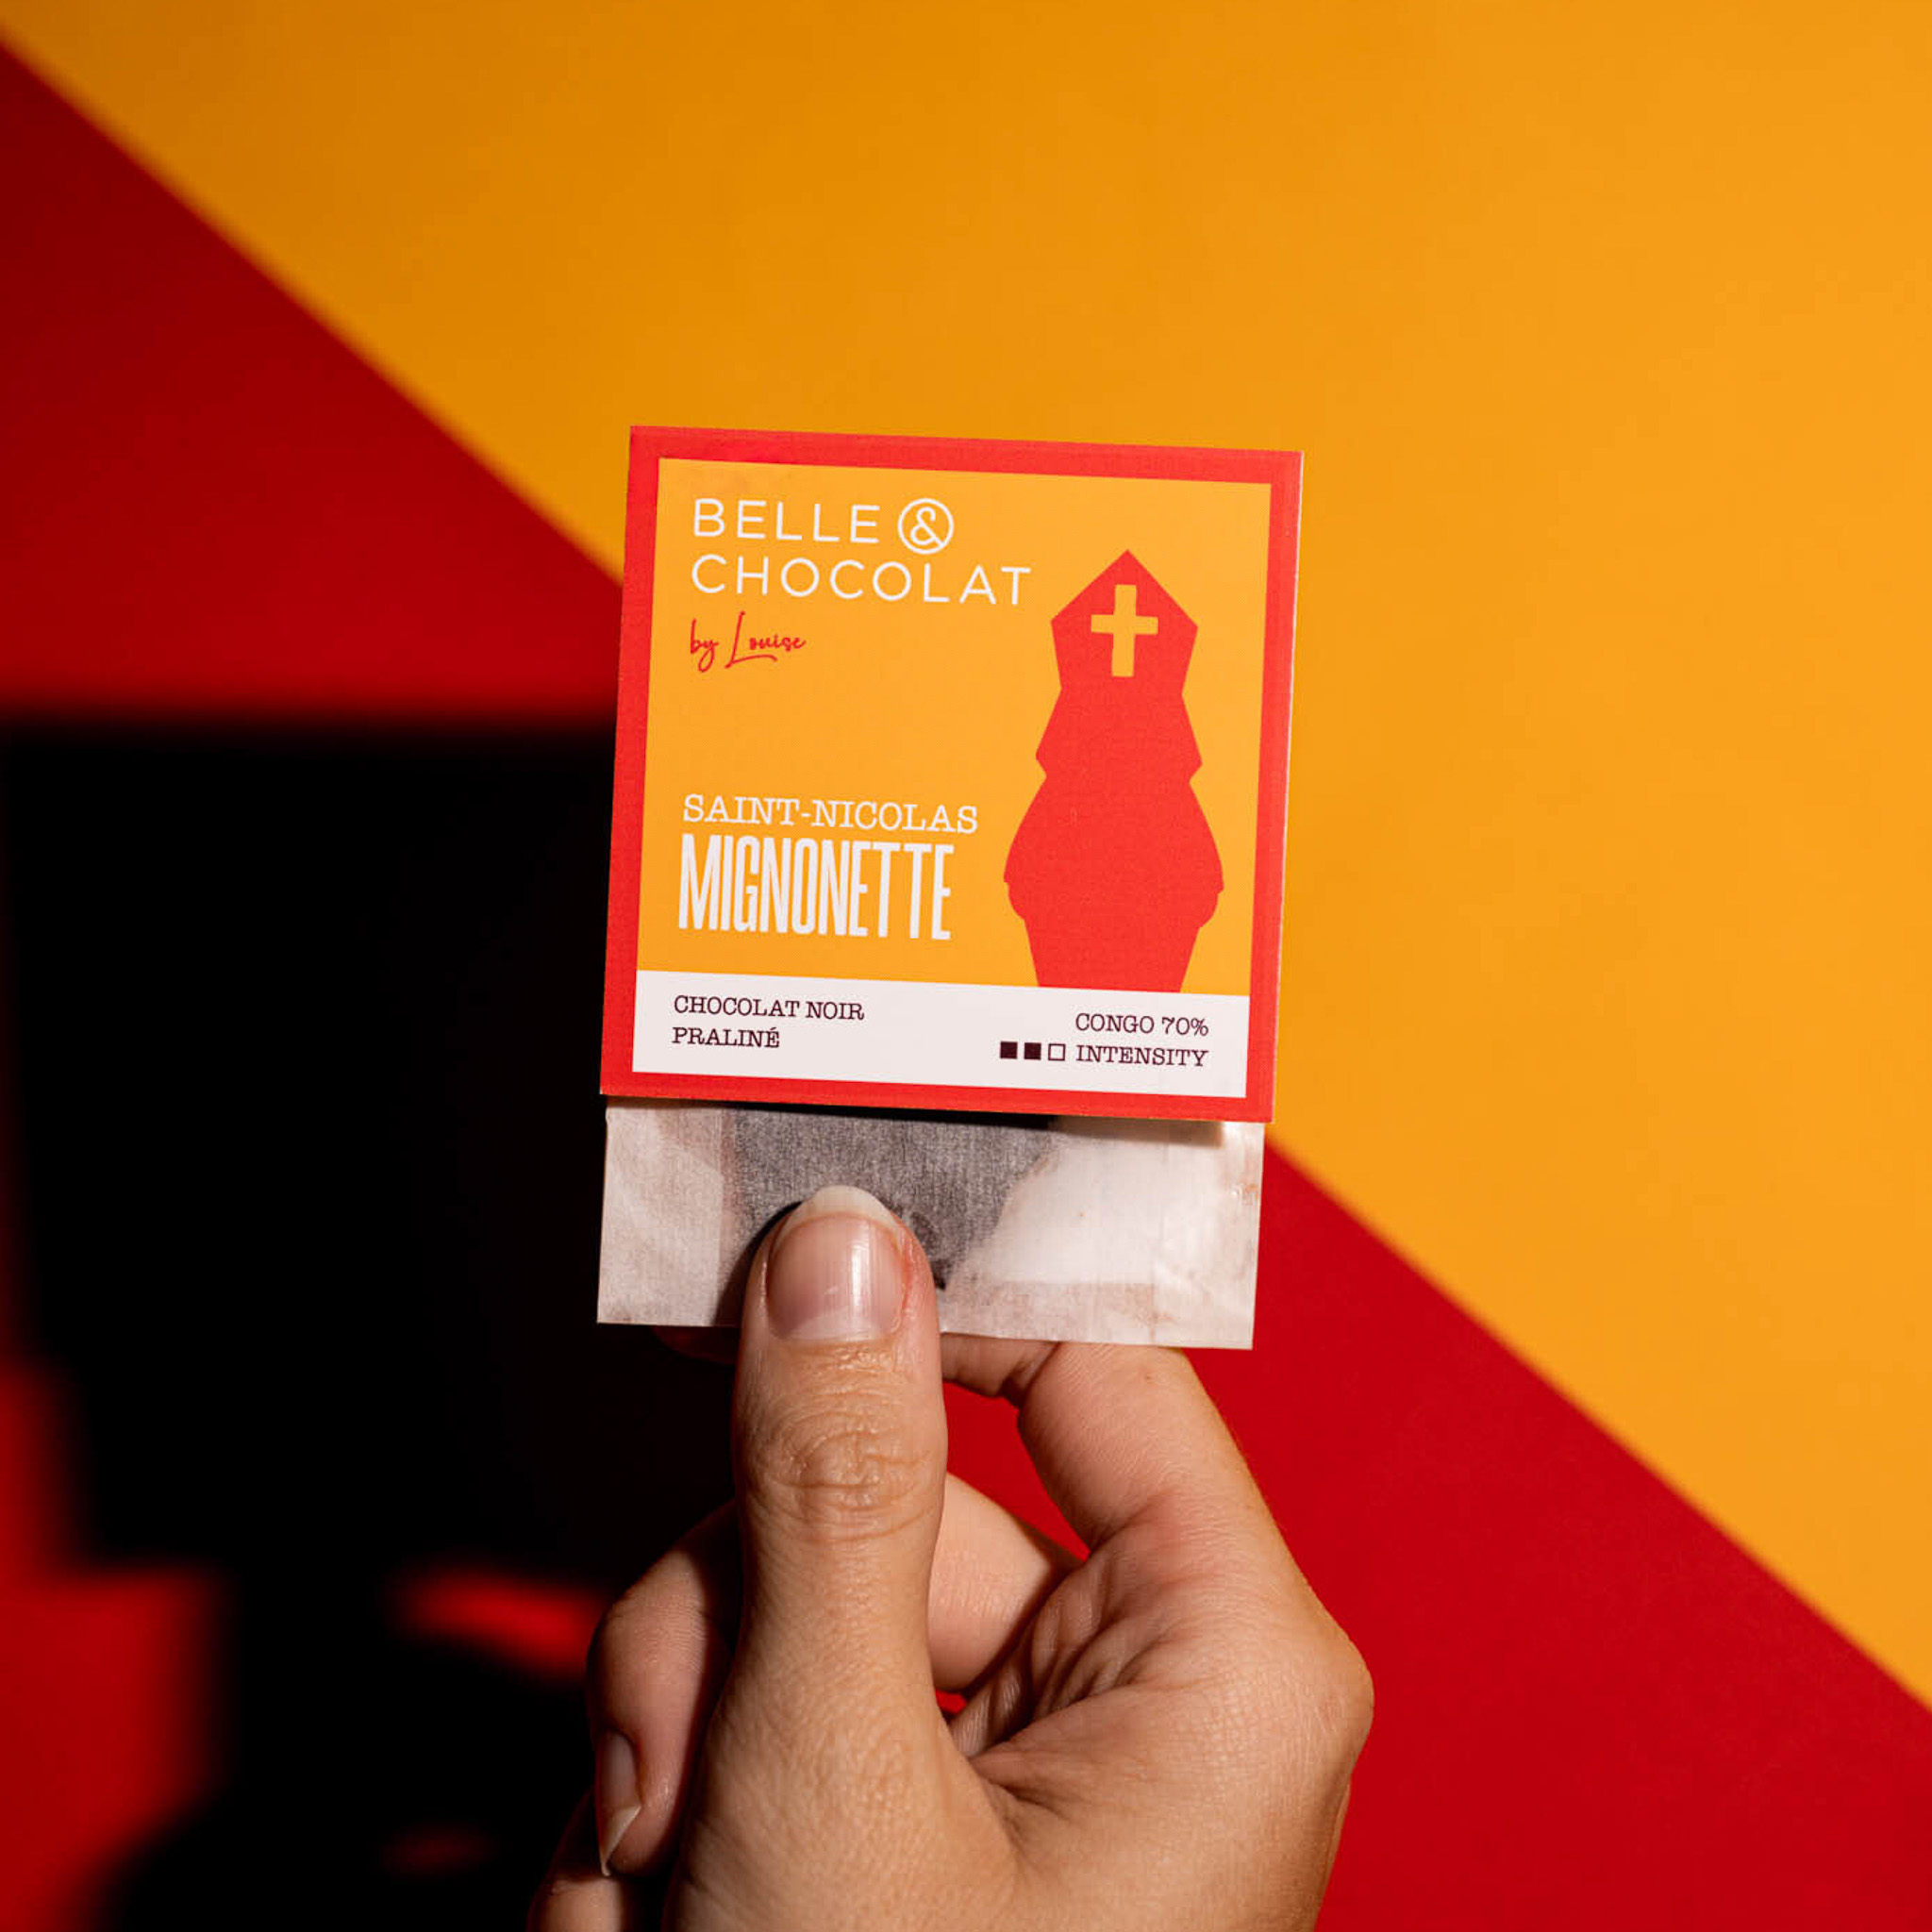 BELLE &
CHOCOLAT
by Louise
SAINT-NICOLAS
MIGNONETTE
CHOCOLAT NOIR
PRALINÉ
CONGO 70%
INTENSITY